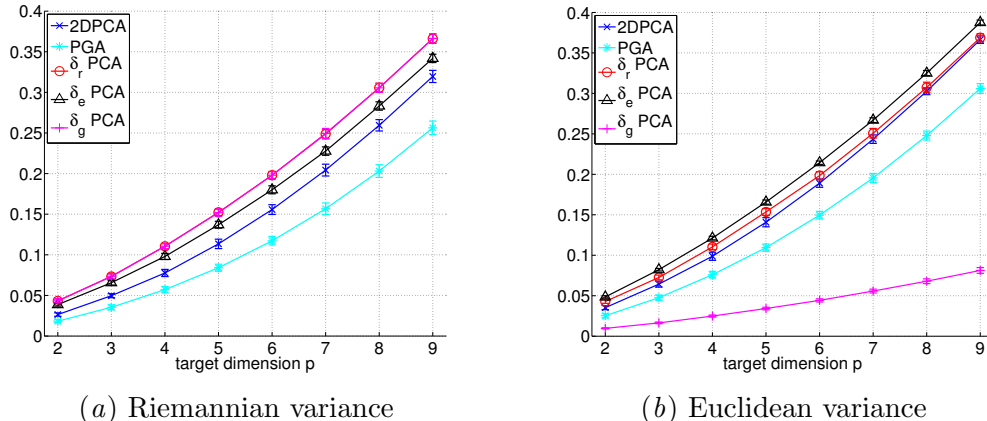 0.4
0.35
0.3
0.25
0.2
0.15
0.1
0.05
0
2DPCA
PGA
δr PCA
δe PCA
δg PCA
2 3 4 5 6 7 8 9
target dimension p
(a) Riemannian variance
0.4
0.35
0.3
0.25
0.2
0.15
0.1
0.05
0
2DPCA
PGA
δr PCA
δe PCA
δg PCA
2 3 4 5 6 7 8 9
target dimension p
(b) Euclidean variance